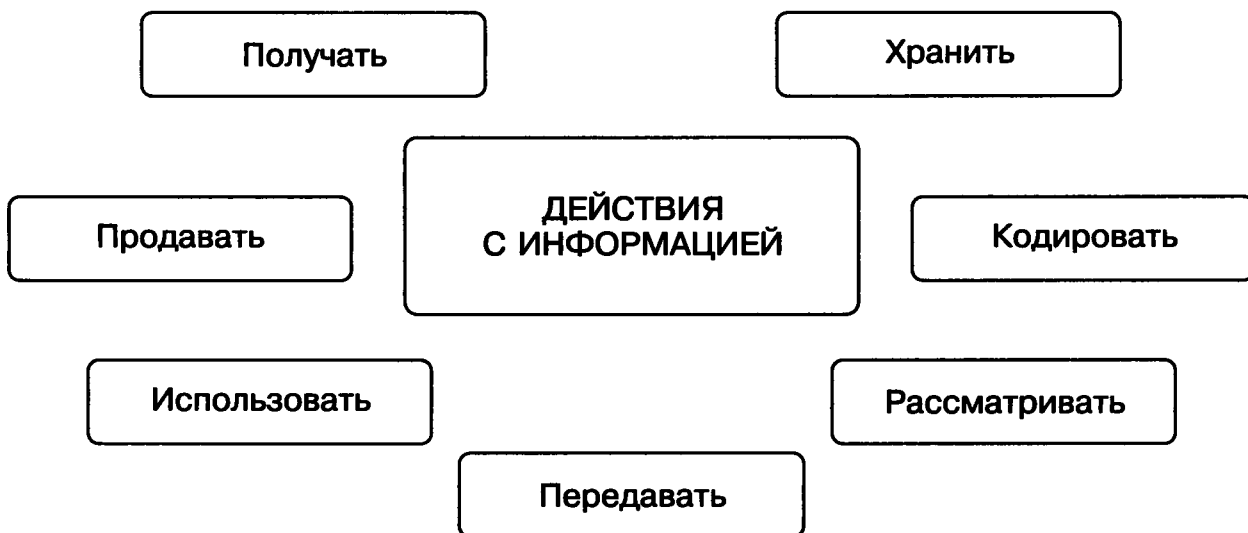 Получать
Хранить
ДЕЙСТВИЯ
С ИНФОРМАЦИЕЙ
Продавать
Кодировать
Использовать
Рассматривать
Передавать